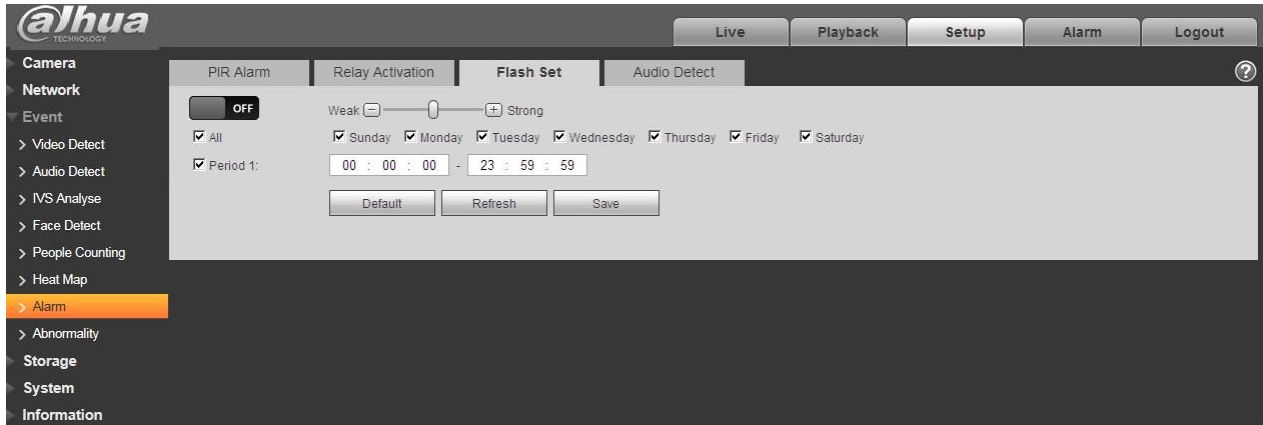 alhua
TECHNOLOGY
Live Playback Setup Alarm Logout
Camera
Network
Event
> Video Detect
> Audio Detect
> IVS Analyse
> Face Detect
> People Counting
> Heat Map
> Alarm
> Abnormality
Storage
System
Information
PIR Alarm Relay Activation Flash Set Audio Detect ?
OFF Weak - + Strong
All Sunday Monday Tuesday Wednesday Thursday Friday Saturday
Period 1: 00 : 00 : 00 - 23 : 59 : 59
Default Refresh Save